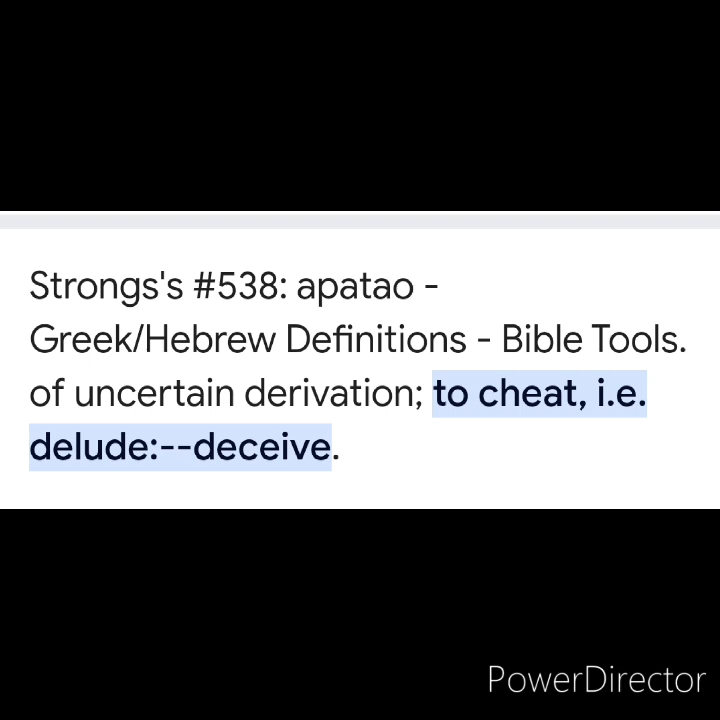 Strongs's #538: apatao -
Greek/Hebrew Definitions - Bible Tools.
of uncertain derivation; to cheat, i.e.
delude:--deceive.
PowerDirector